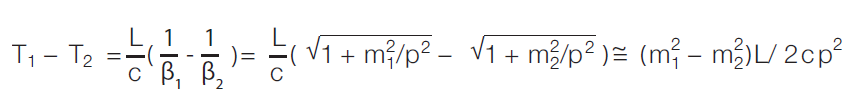 T₁ – T₂ = L/c ( 1/β₁ - 1/β₂ ) = L/c ( √1 + m₁²/p² – √1 + m₂²/p² ) ≅ (m₁² – m₂²)L/ 2cp²